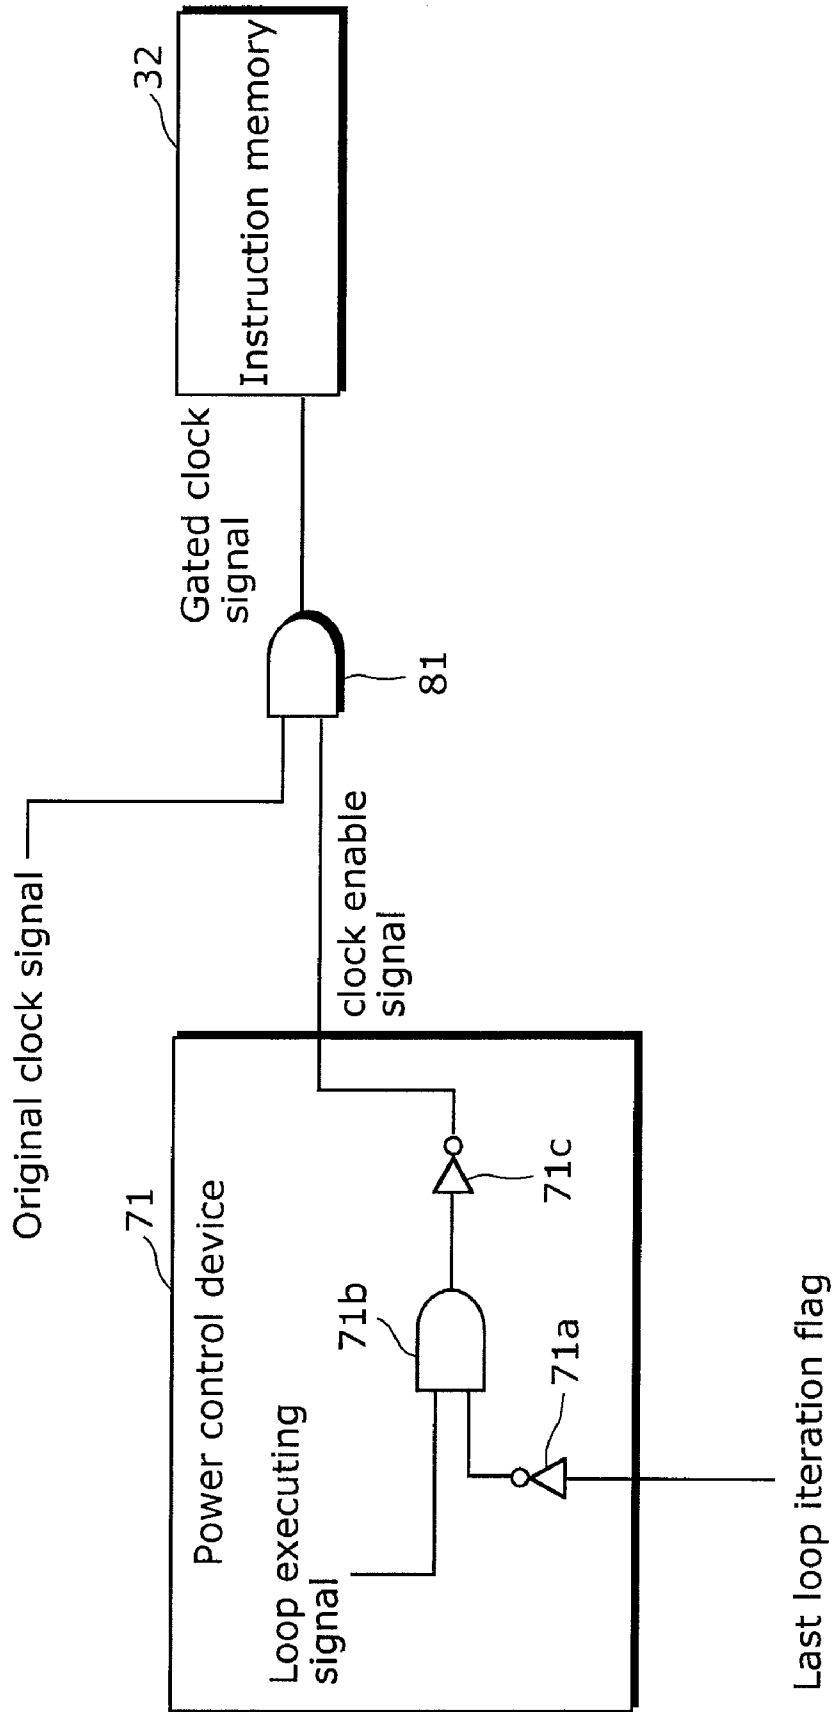 Original clock signal
71
Power control device
Loop executing
signal
71b
71a
71c
Last loop iteration flag
clock enable
signal
81
Gated clock
signal
32
Instruction memory